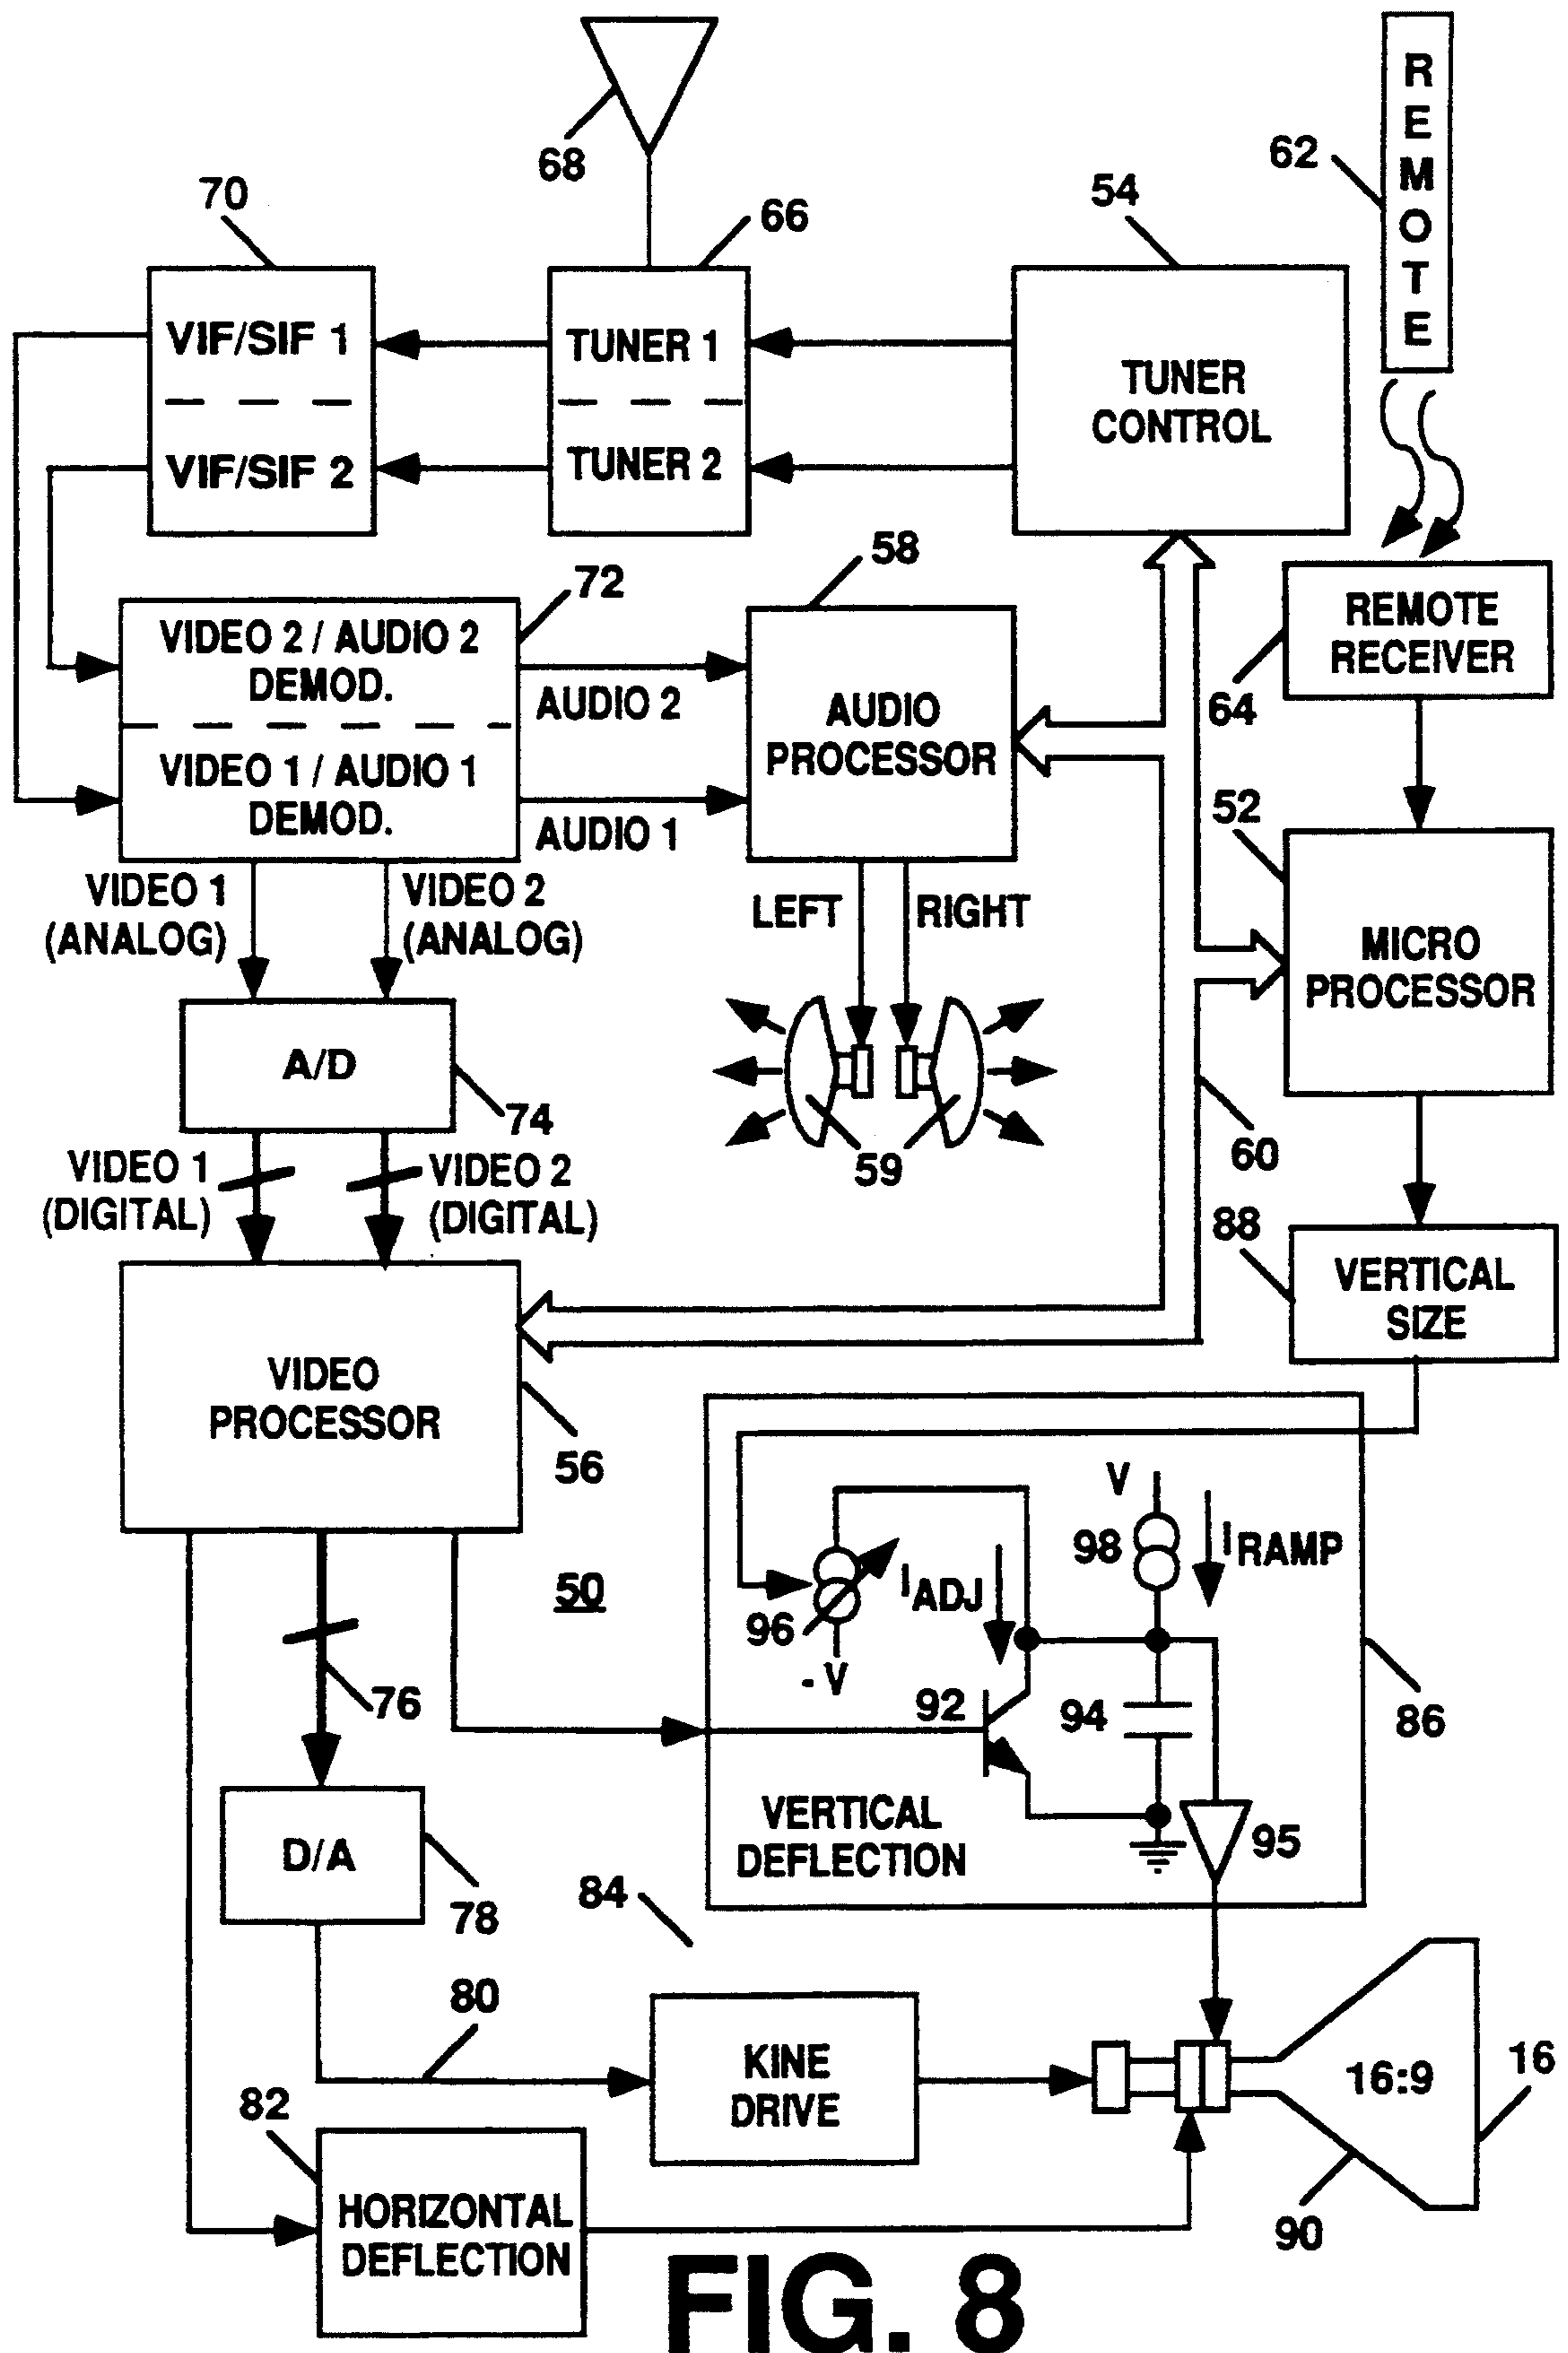 REMOTE
62
68
70
66
54
VIF/SIF 1
TUNER 1
TUNER
CONTROL
VIF/SIF 2
TUNER 2
72
58
REMOTE
RECEIVER
64
VIDEO 2 / AUDIO 2
DEMOD.
AUDIO 2
AUDIO
PROCESSOR
VIDEO 1 / AUDIO 1
DEMOD.
AUDIO 1
52
VIDEO 1
(ANALOG)
VIDEO 2
(ANALOG)
LEFT
RIGHT
MICRO
PROCESSOR
A/D
74
59
60
VIDEO 1
(DIGITAL)
VIDEO 2
(DIGITAL)
88
VERTICAL
SIZE
VIDEO
PROCESSOR
56
50
V
98
I RAMP
I ADJ
96
- V
76
92
94
86
VERTICAL
DEFLECTION
95
D/A
78
84
80
KINE
DRIVE
16:9
16
82
90
HORIZONTAL
DEFLECTION
FIG. 8